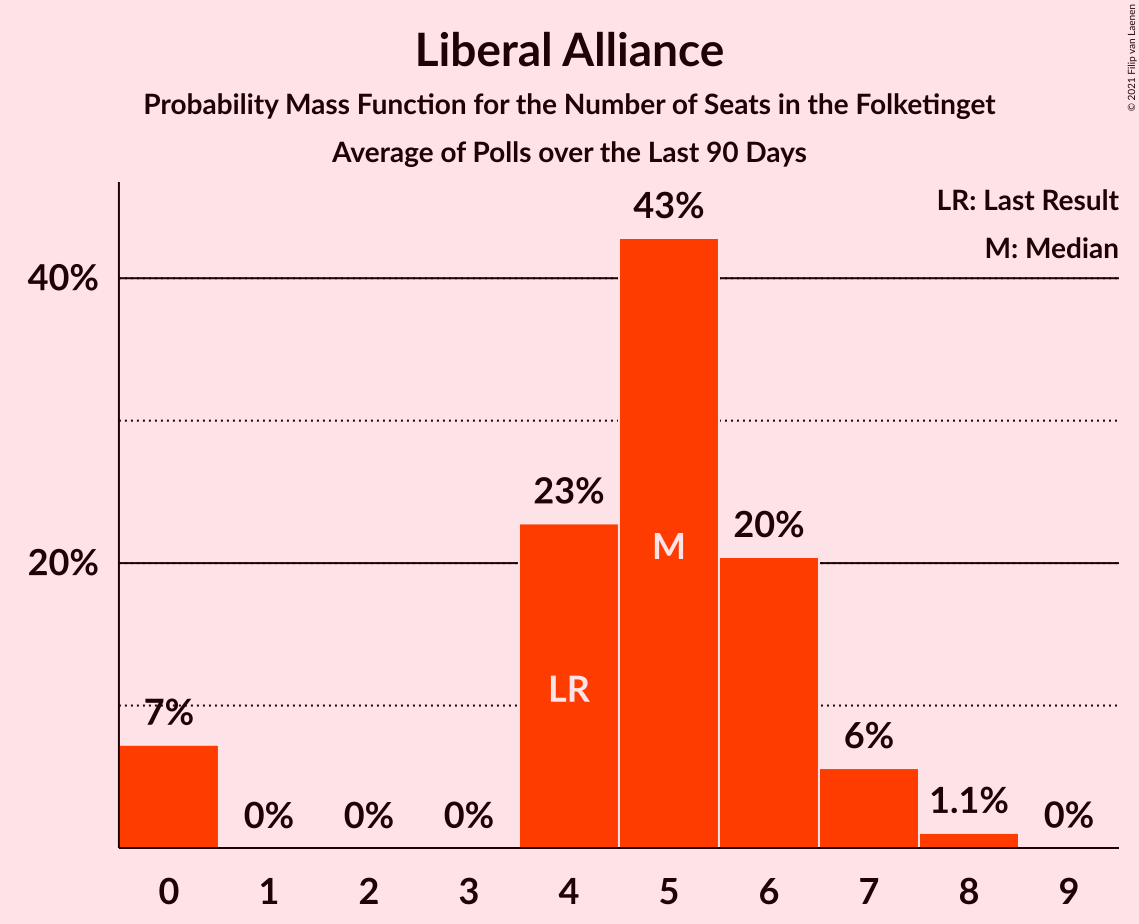 Liberal Alliance
Probability Mass Function for the Number of Seats in the Folketinget
Average of Polls over the Last 90 Days
© 2021 Filip van Laenen
LR: Last Result
M: Median
43%
40%
23%
20%
M
20%
LR
7%
6%
1.1%
0%
0%
0%
0%
0 1 2 3 4 5 6 7 8 9